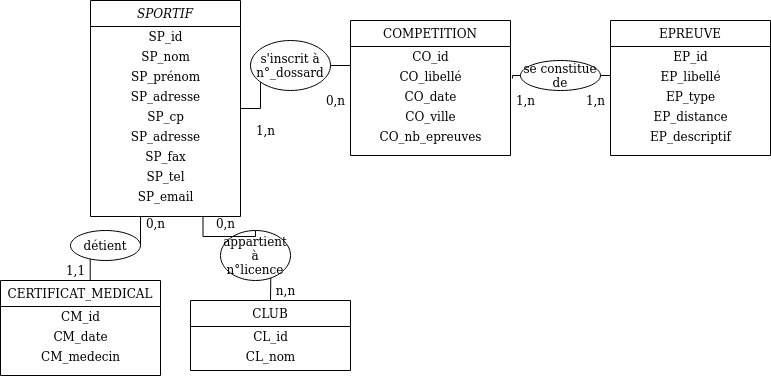 SPORTIF
SP_id
SP_nom
SP_prénom
SP_adresse
SP_cp
SP_adresse
SP_fax
SP_tel
SP_email
s'inscrit à
n°_dossard
1,n
0,n
COMPETITION
CO_id
CO_libellé
CO_date
CO_ville
CO_nb_epreuves
se constitue
de
1,n
1,n
EPREUVE
EP_id
EP_libellé
EP_type
EP_distance
EP_descriptif
0,n
détient
1,1
CERTIFICAT_MEDICAL
CM_id
CM_date
CM_medecin
0,n
appartient
à
n°licence
n,n
CLUB
CL_id
CL_nom